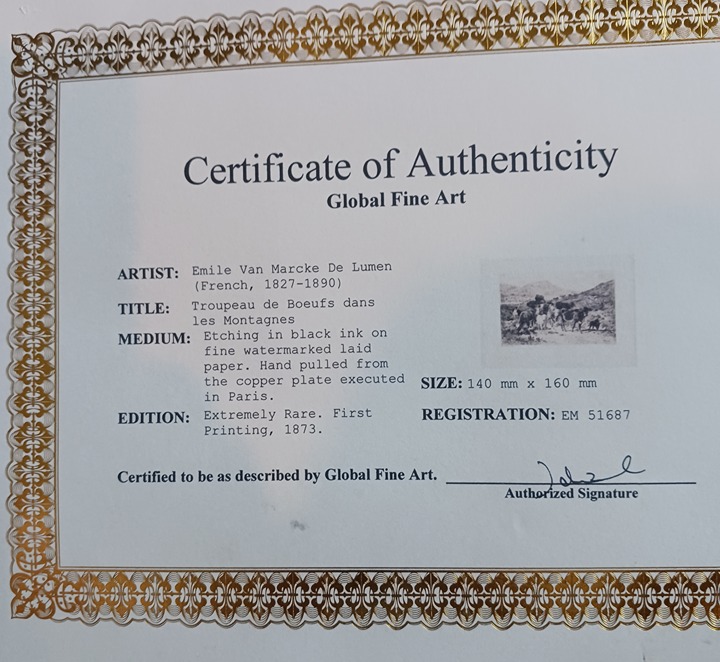 Certificate of Authenticity
Global Fine Art
ARTIST: Emile Van Marcke De Lumen
(French, 1827-1890)
TITLE: Troupeau de Boeufs dans
les Montagnes
MEDIUM: Etching in black ink on
fine watermarked laid
paper. Hand pulled from
the copper plate executed
in Paris.
SIZE: 140 mm x 160 mm
EDITION: Extremely Rare. First
Printing, 1873.
REGISTRATION: EM 51687
Certified to be as described by Global Fine Art.
Authorized Signature